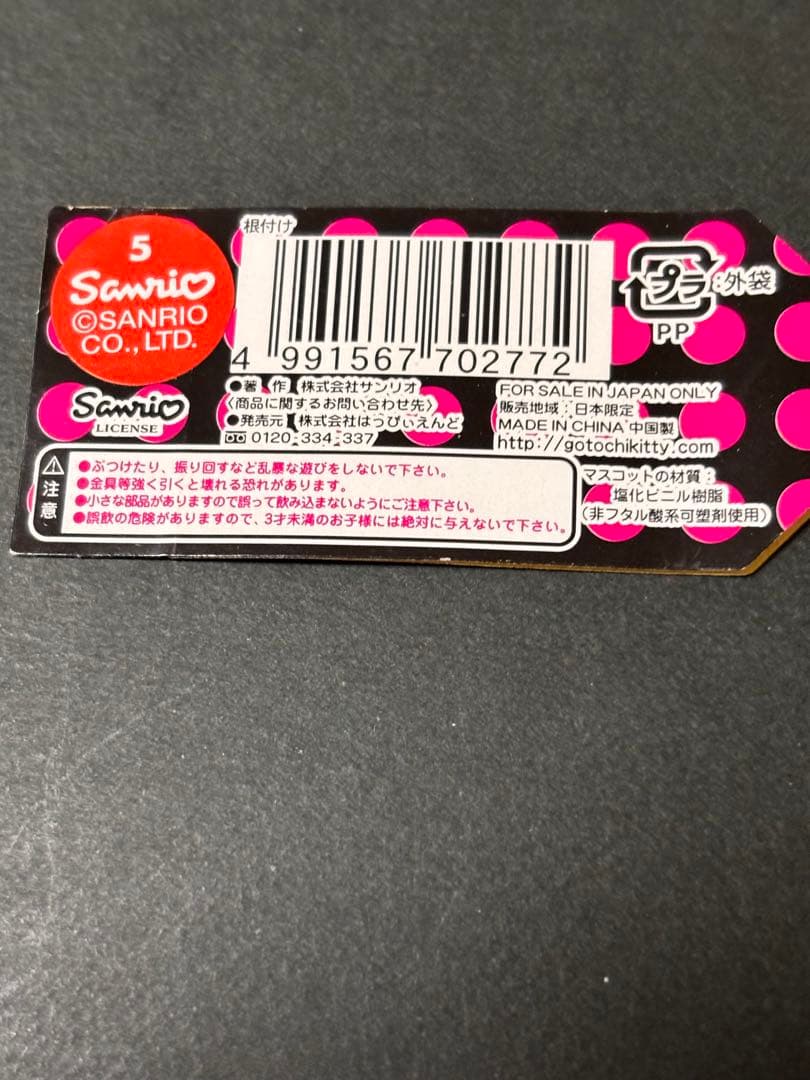 5
Sanrio
©SANRIO
CO., LTD.
Sanrio
LICENSE
根付け
4 991567 702772
●著 作 株式会社サンリオ
〈商品に関するお問い合わせ先〉
●発売元 株式会社はうぴぃえんど
0120-334-337
プラ :外袋
PP
FOR SALE IN JAPAN ONLY
販売地域:日本限定
MADE IN CHINA 中国製
http://gotochikitty.com
マスコットの材質:
塩化ビニル樹脂
(非フタル酸系可塑剤使用)
注意
●ぶつけたり、振り回すなど乱暴な遊びをしないで下さい。
●金具等強く引くと壊れる恐れがあります。
●小さな部品がありますので誤って飲み込まないようにご注意下さい。
●誤飲の危険がありますので、3才未満のお子様には絶対に与えないで下さい。